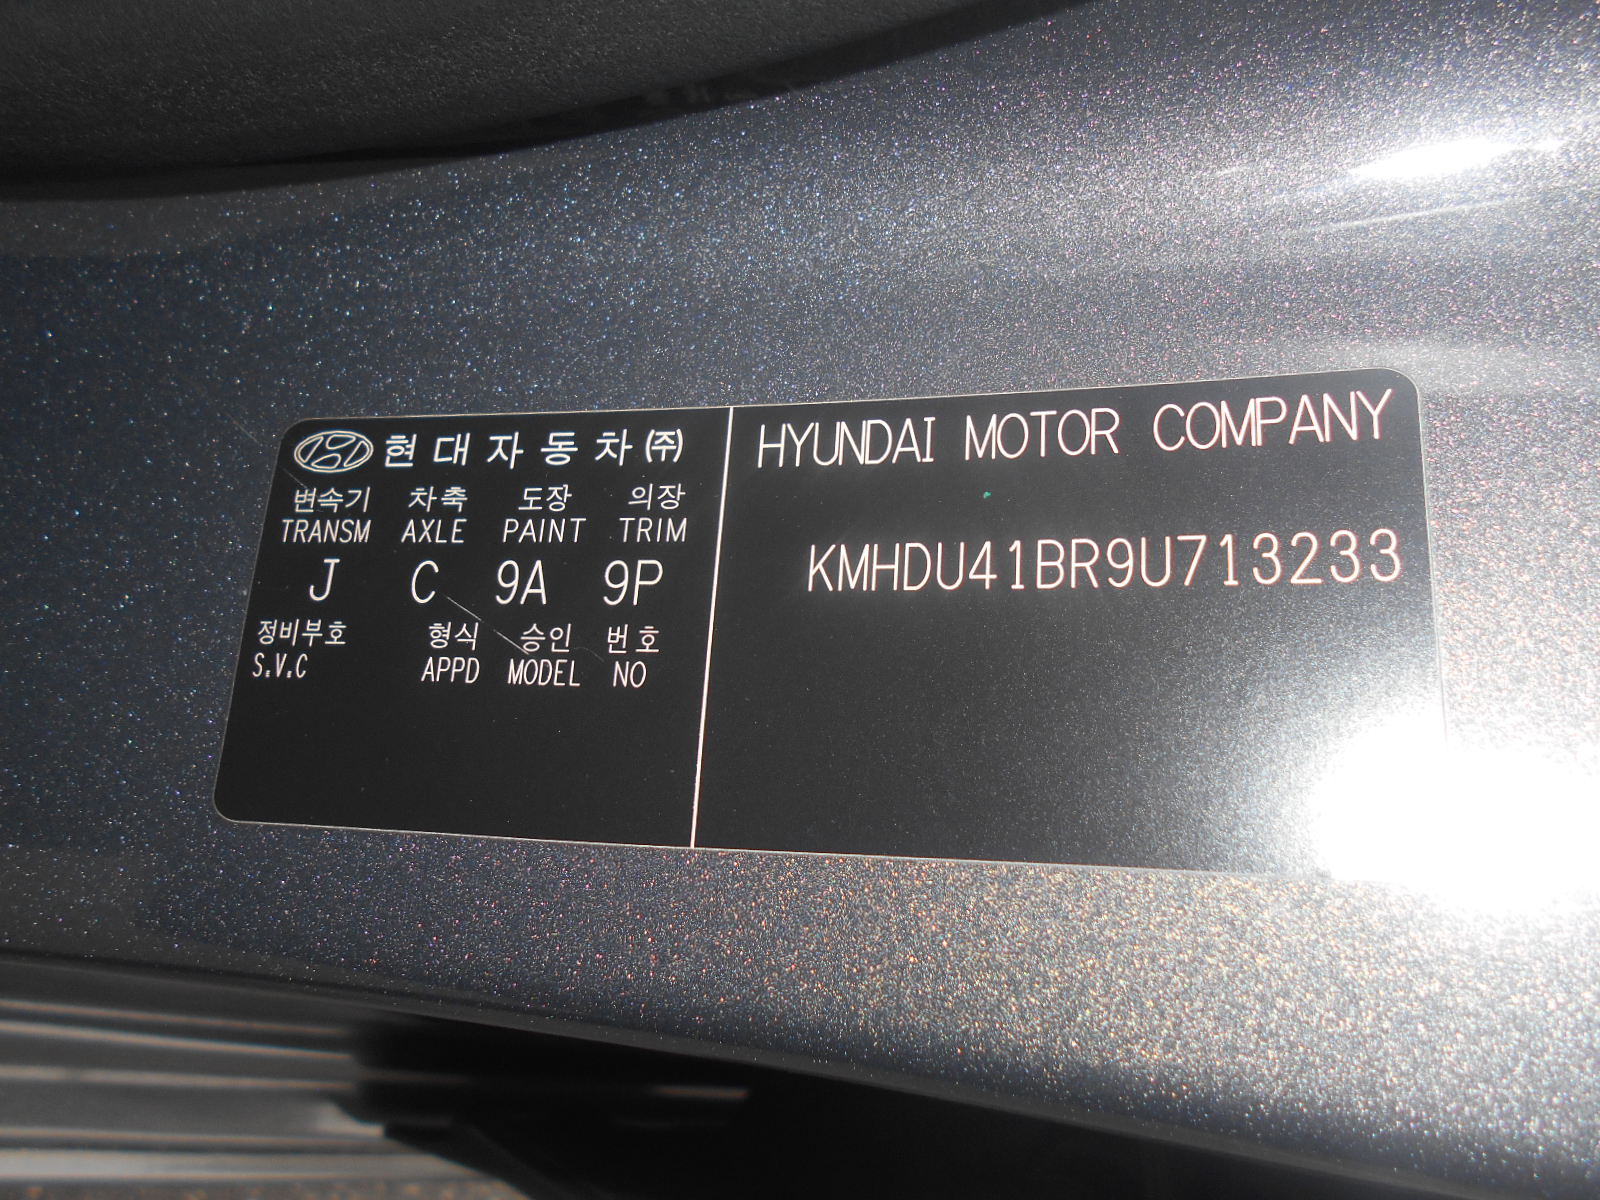 현대자동차㈜
변속기 차축 도장 의장
TRANSM AXLE PAINT TRIM
J C 9A 9P
정비부호 형식 승인 번호
S.V.C APPD MODEL NO
HYUNDAI MOTOR COMPANY
KMHDU41BR9U713233